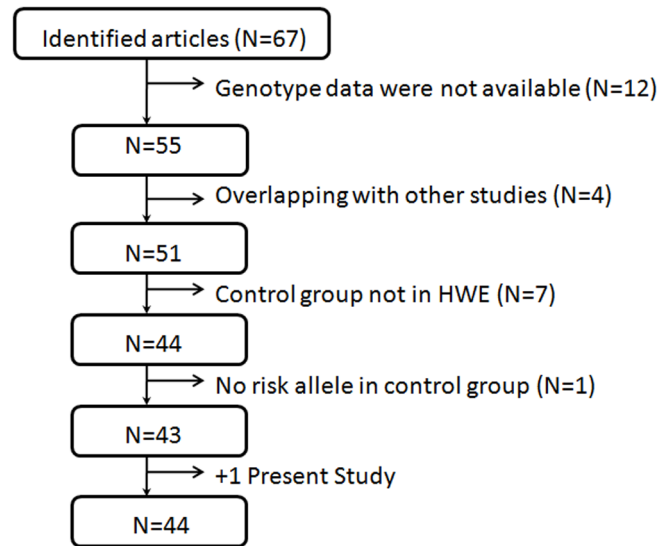 Identified articles (N=67)
Genotype data were not available (N=12)
N=55
Overlapping with other studies (N=4)
N=51
Control group not in HWE (N=7)
N=44
No risk allele in control group (N=1)
N=43
+1 Present Study
N=44